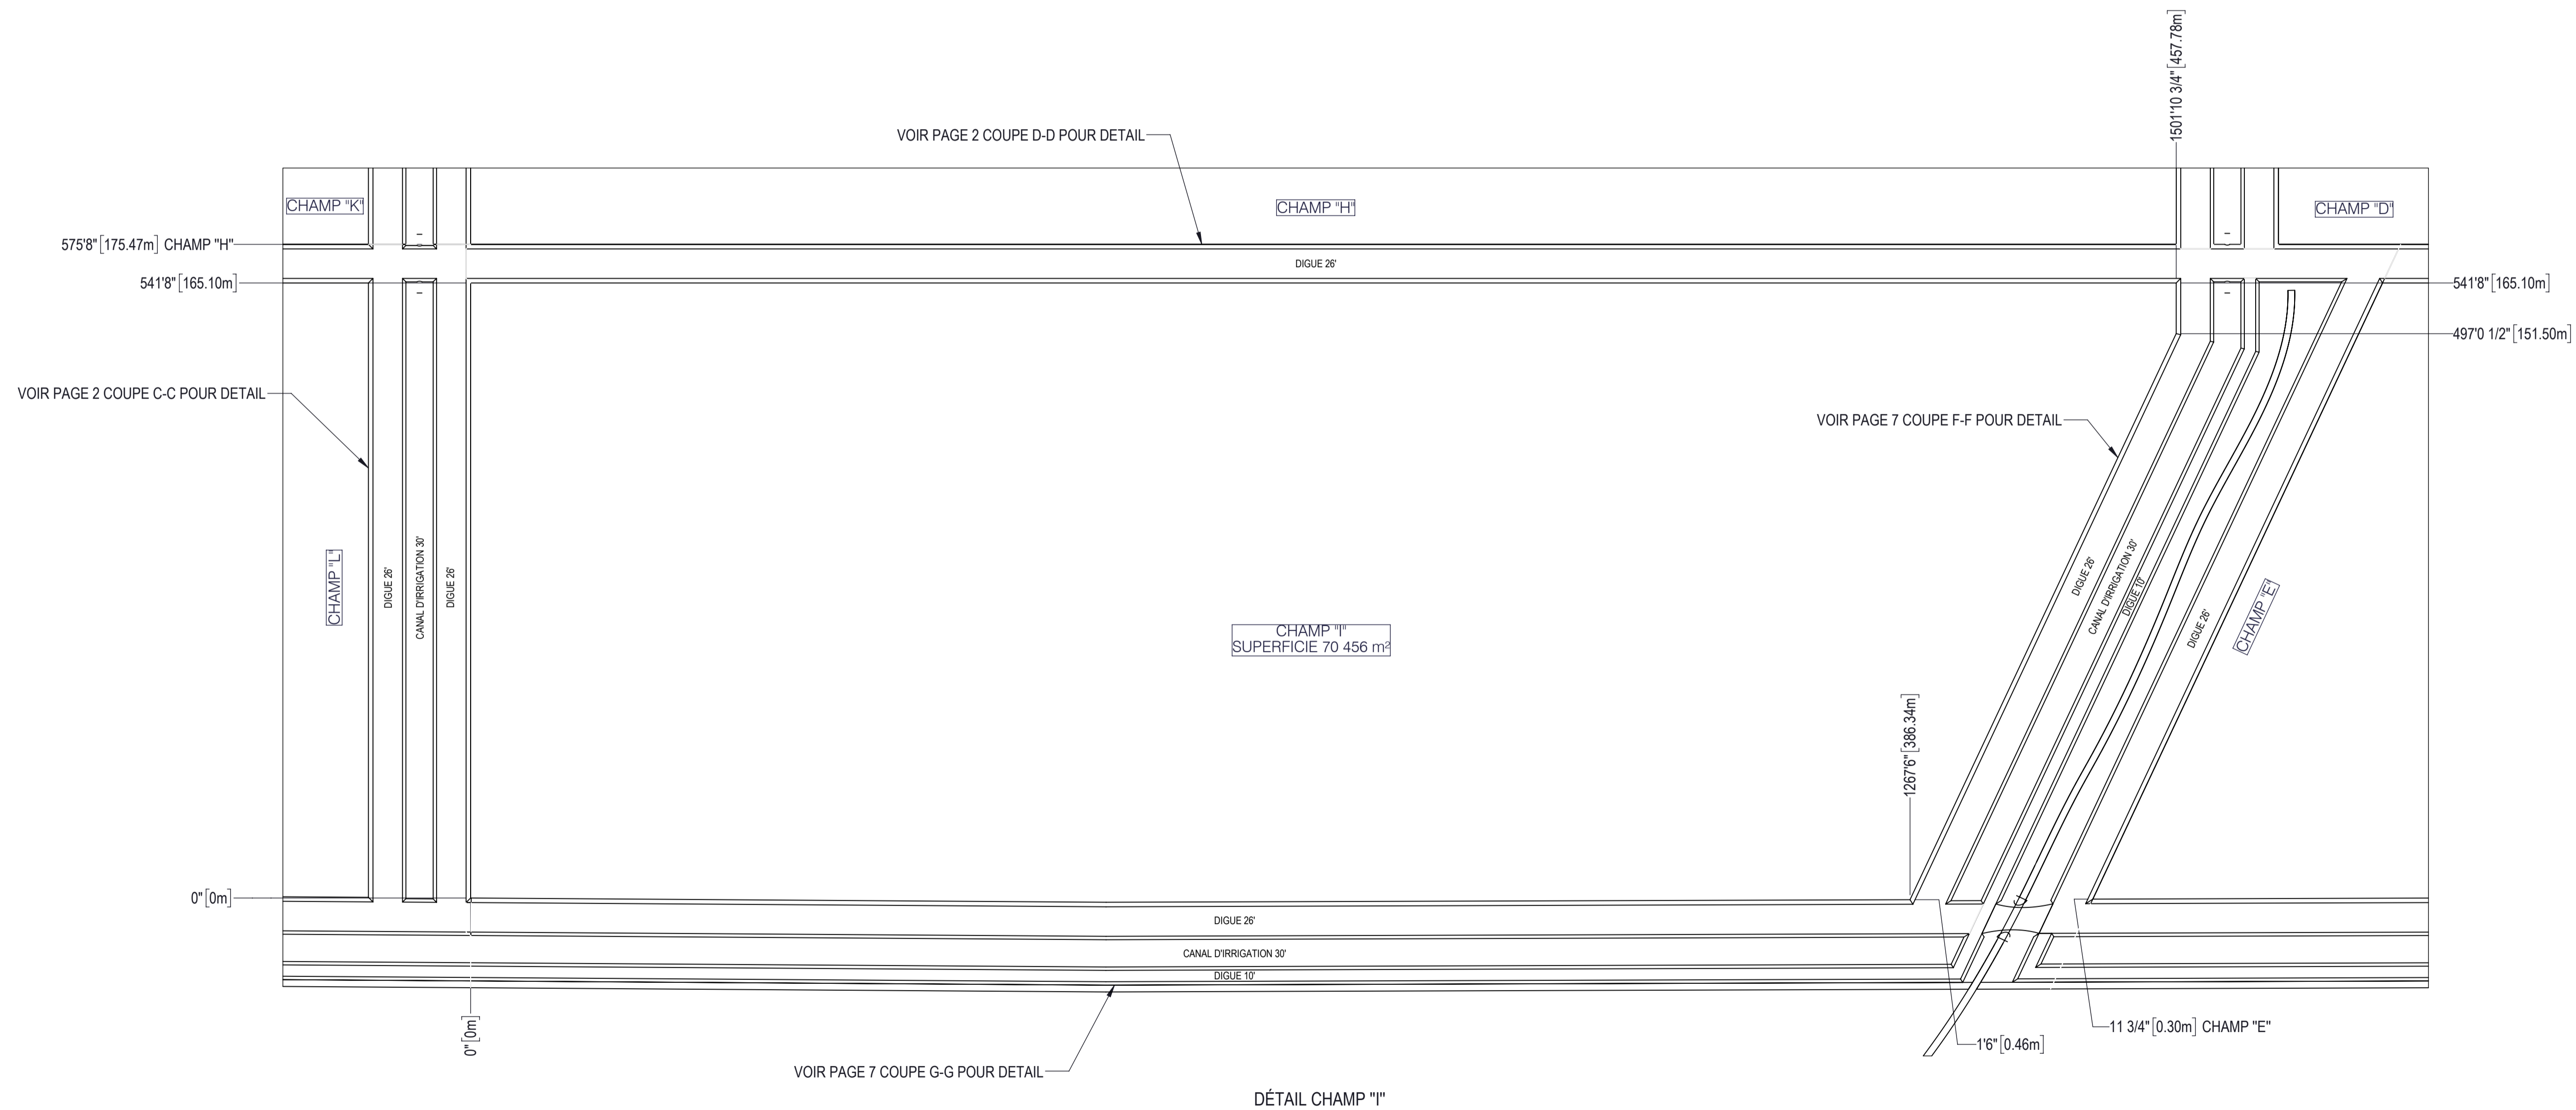 1501'10 3/4" [457.78m]
VOIR PAGE 2 COUPE D-D POUR DETAIL
CHAMP "K"
CHAMP "H"
CHAMP "D"
575'8" [175.47m] CHAMP "H"
DIGUE 26'
541'8" [165.10m]
541'8" [165.10m]
497'0 1/2" [151.50m]
VOIR PAGE 2 COUPE C-C POUR DETAIL
VOIR PAGE 7 COUPE F-F POUR DETAIL
CHAMP "L"
DIGUE 26'
CANAL D'IRRIGATION 30'
DIGUE 26'
CHAMP "I"
SUPERFICIE 70 456 m²
DIGUE 26'
CANAL D'IRRIGATION 30'
DIGUE 10'
DIGUE 26'
CHAMP "E"
1267'6" [386.34m]
0" [0m]
DIGUE 26'
CANAL D'IRRIGATION 30'
DIGUE 10'
0" [0m]
11 3/4" [0.30m] CHAMP "E"
1'6" [0.46m]
VOIR PAGE 7 COUPE G-G POUR DETAIL
DÉTAIL CHAMP "I"